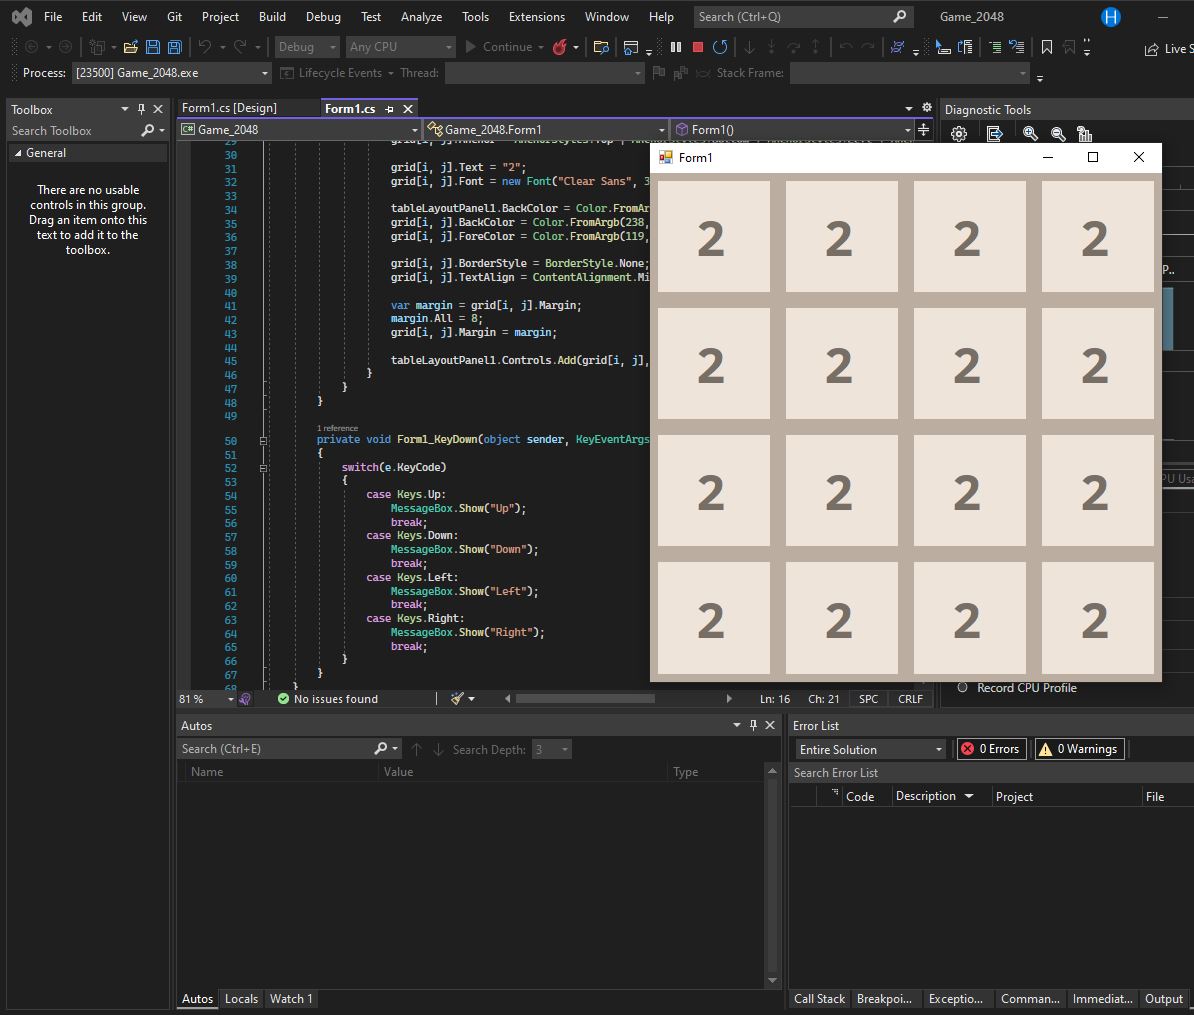 File Edit View Git Project Build Debug Test Analyze Tools Extensions Window Help Search (Ctrl+Q) Game_2048 H
Debug Any CPU Continue Live S
Process: [23500] Game_2048.exe Lifecycle Events Thread: Stack Frame:
Toolbox
Search Toolbox
General
There are no usable
controls in this group.
Drag an item onto this
text to add it to the
toolbox.
Form1.cs [Design] Form1.cs
C# Game_2048 Game_2048.Form1 Form1()
29
30
31 grid[i, j].Text = "2";
32 grid[i, j].Font = new Font("Clear Sans", 3
33
34 tableLayoutPanel1.BackColor = Color.FromAr
35 grid[i, j].BackColor = Color.FromArgb(238,
36 grid[i, j].ForeColor = Color.FromArgb(119,
37
38 grid[i, j].BorderStyle = BorderStyle.None;
39 grid[i, j].TextAlign = ContentAlignment.Mi
40
41 var margin = grid[i, j].Margin;
42 margin.All = 8;
43 grid[i, j].Margin = margin;
44
45 tableLayoutPanel1.Controls.Add(grid[i, j],
46 }
47 }
48 }
49
1 reference
50 private void Form1_KeyDown(object sender, KeyEventArgs
51 {
52 switch(e.KeyCode)
53 {
54 case Keys.Up:
55 MessageBox.Show("Up");
56 break;
57 case Keys.Down:
58 MessageBox.Show("Down");
59 break;
60 case Keys.Left:
61 MessageBox.Show("Left");
62 break;
63 case Keys.Right:
64 MessageBox.Show("Right");
65 break;
66 }
67 }
68 }
81 % No issues found Ln: 16 Ch: 21 SPC CRLF
Diagnostic Tools
Form1
2 2 2 2
2 2 2 2
2 2 2 2
2 2 2 2
P..
PU Usa
Record CPU Profile
Autos
Search (Ctrl+E) Search Depth: 3
Name Value Type
Autos Locals Watch 1
Error List
Entire Solution 0 Errors 0 Warnings
Search Error List
Code Description Project File
Call Stack Breakpoi... Exceptio... Comman... Immediat... Output